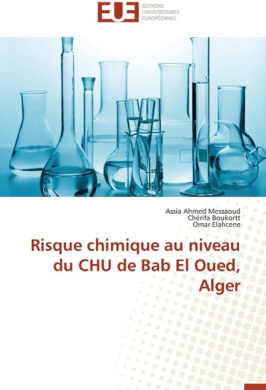 EUE
ÉDITIONS
UNIVERSITAIRES
EUROPÉENNES
Assia Ahmed Messaoud
Chérifa Boukortt
Omar Elahcene
Risque chimique au niveau
du CHU de Bab El Oued,
Alger